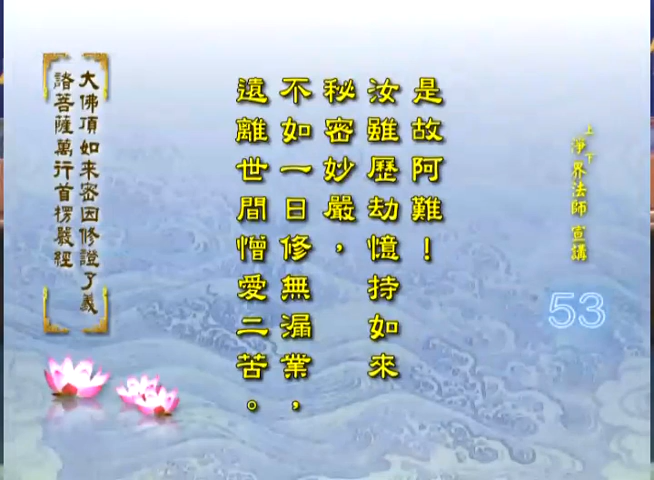 上淨下界法師 宣講
53
是故阿難！
汝雖歷劫憶持如來
秘密妙嚴，
不如一日修無漏業，
遠離世間憎愛二苦。
大佛頂如來密因修證了義
諸菩薩萬行首楞嚴經